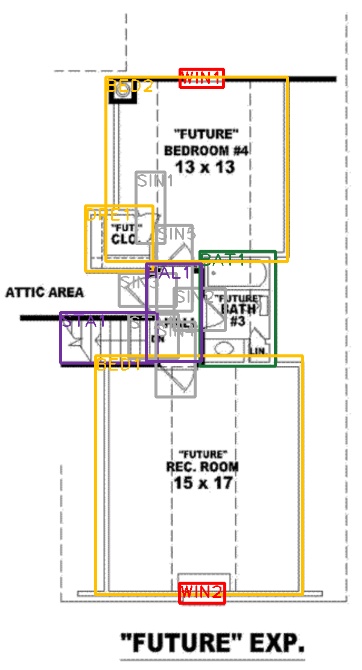 WIN1
BED2
"FUTURE"
BEDROOM #4
13 x 13
SIN1
"FUT"
CLO.
SIN3
BAT1
HAL1
ATTIC AREA
"FUTURE"
BATH
#3
STA1
DN
LIN
BED1
"FUTURE"
REC. ROOM
15 x 17
WIN2
"FUTURE" EXP.